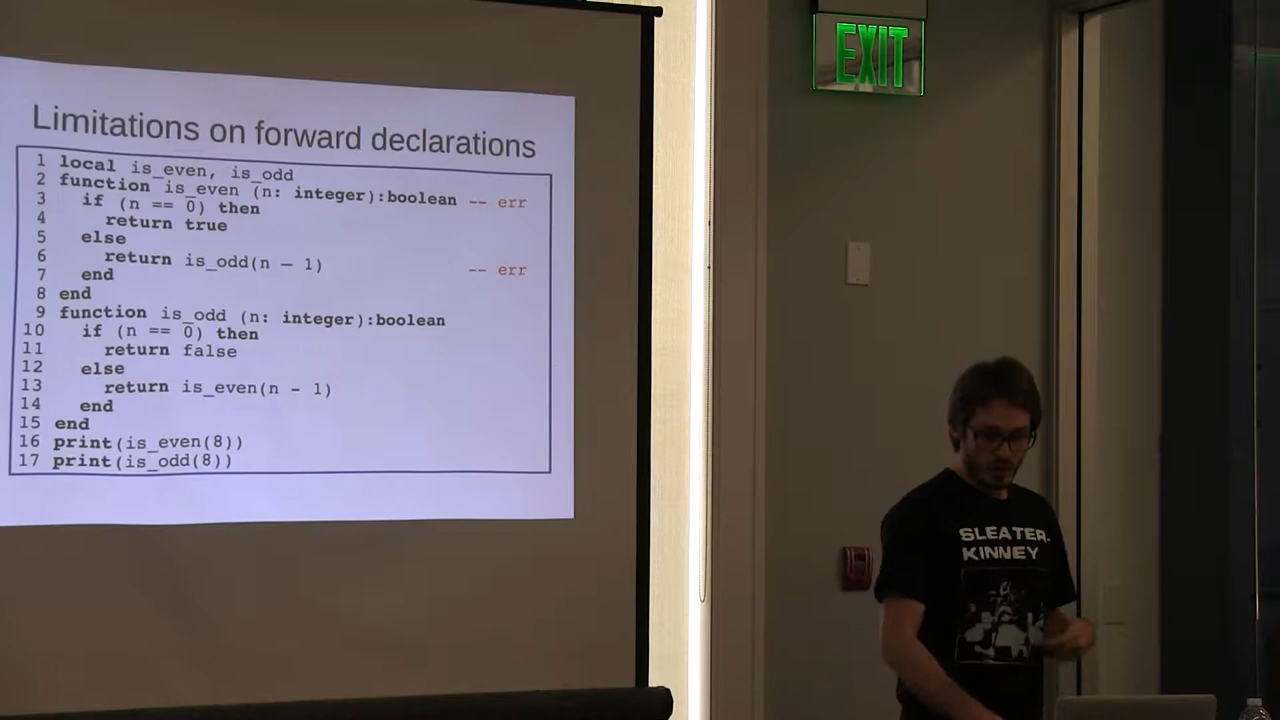 Limitations on forward declarations
1 local is_even, is_odd
2 function is_even (n: integer):boolean -- err
3 if (n == 0) then
4 return true
5 else
6 return is_odd(n – 1) -- err
7 end
8 end
9 function is_odd (n: integer):boolean
10 if (n == 0) then
11 return false
12 else
13 return is_even(n - 1)
14 end
15 end
16 print(is_even(8))
17 print(is_odd(8))
EXIT
SLEATER-
KINNEY